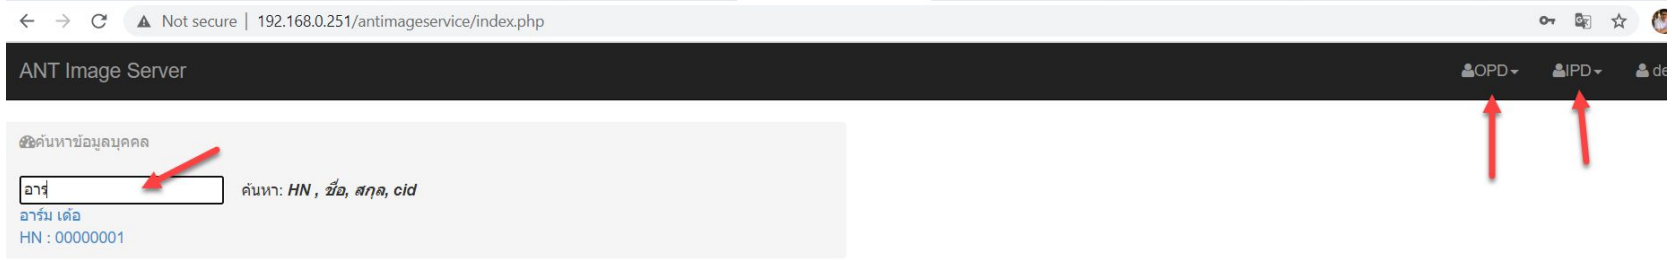 Not secure | 192.168.0.251/antimageservice/index.php
ANT Image Server OPD IPD de
ค้นหาข้อมูลบุคคล
อาร์ ค้นหา: HN , ชื่อ, สกุล, cid
อาร์ม เด้อ
HN : 00000001